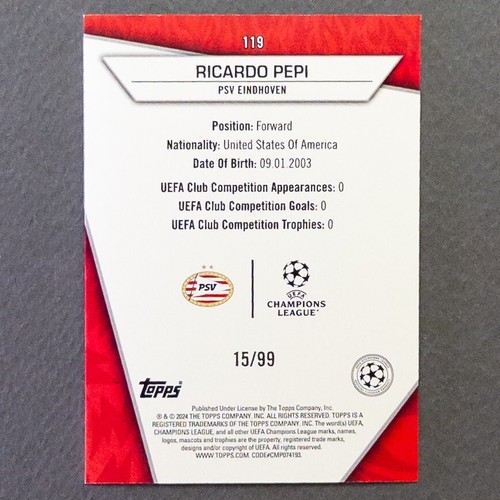 119
RICARDO PEPI
PSV EINDHOVEN
Position: Forward
Nationality: United States Of America
Date Of Birth: 09.01.2003
UEFA Club Competition Appearances: 0
UEFA Club Competition Goals: 0
UEFA Club Competition Trophies: 0
PSV
UEFA
CHAMPIONS
LEAGUE
15/99
Topps
Published Under License by The Topps Company, Inc.
® & © 2024 THE TOPPS COMPANY, INC. ALL RIGHTS RESERVED. TOPPS IS A
REGISTERED TRADEMARKS OF THE TOPPS COMPANY, INC. The word(s) UEFA,
CHAMPIONS LEAGUE, and all other UEFA Champions League marks, names,
logos, mascots and trophies are the property, registered trade marks,
designs and/or copyright of UEFA. All rights reserved.
WWW.TOPPS.COM. CODE#CMP074193.